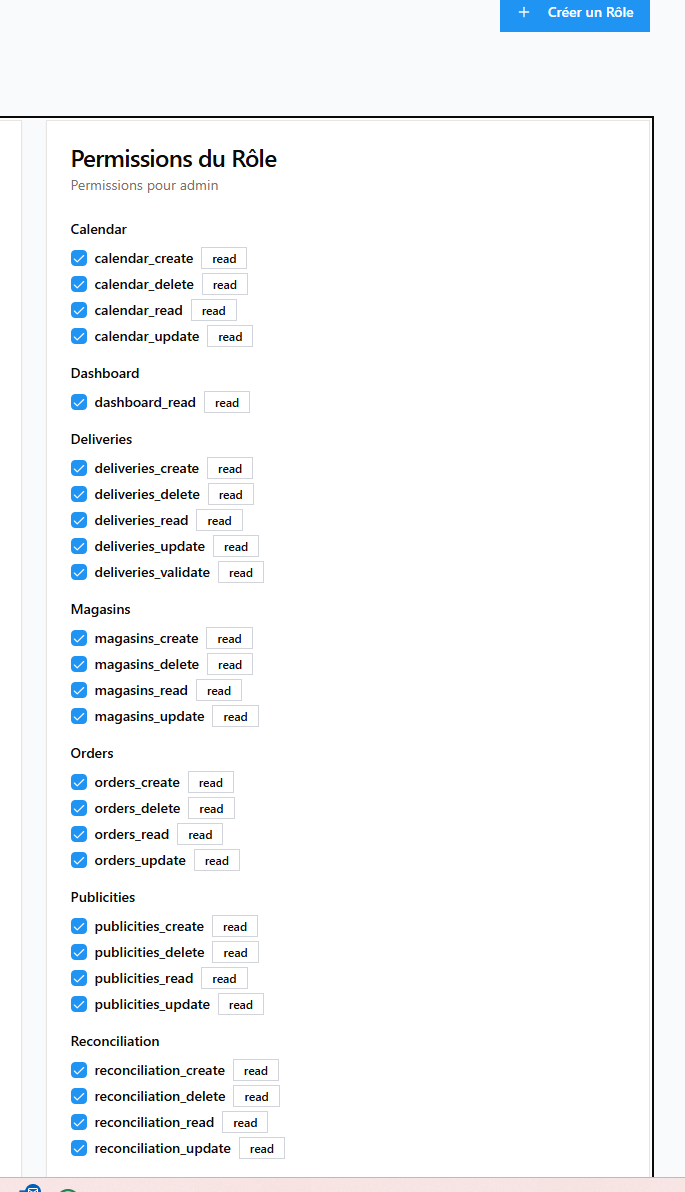 + Créer un Rôle
Permissions du Rôle
Permissions pour admin
Calendar
calendar_create read
calendar_delete read
calendar_read read
calendar_update read
Dashboard
dashboard_read read
Deliveries
deliveries_create read
deliveries_delete read
deliveries_read read
deliveries_update read
deliveries_validate read
Magasins
magasins_create read
magasins_delete read
magasins_read read
magasins_update read
Orders
orders_create read
orders_delete read
orders_read read
orders_update read
Publicities
publicities_create read
publicities_delete read
publicities_read read
publicities_update read
Reconciliation
reconciliation_create read
reconciliation_delete read
reconciliation_read read
reconciliation_update read